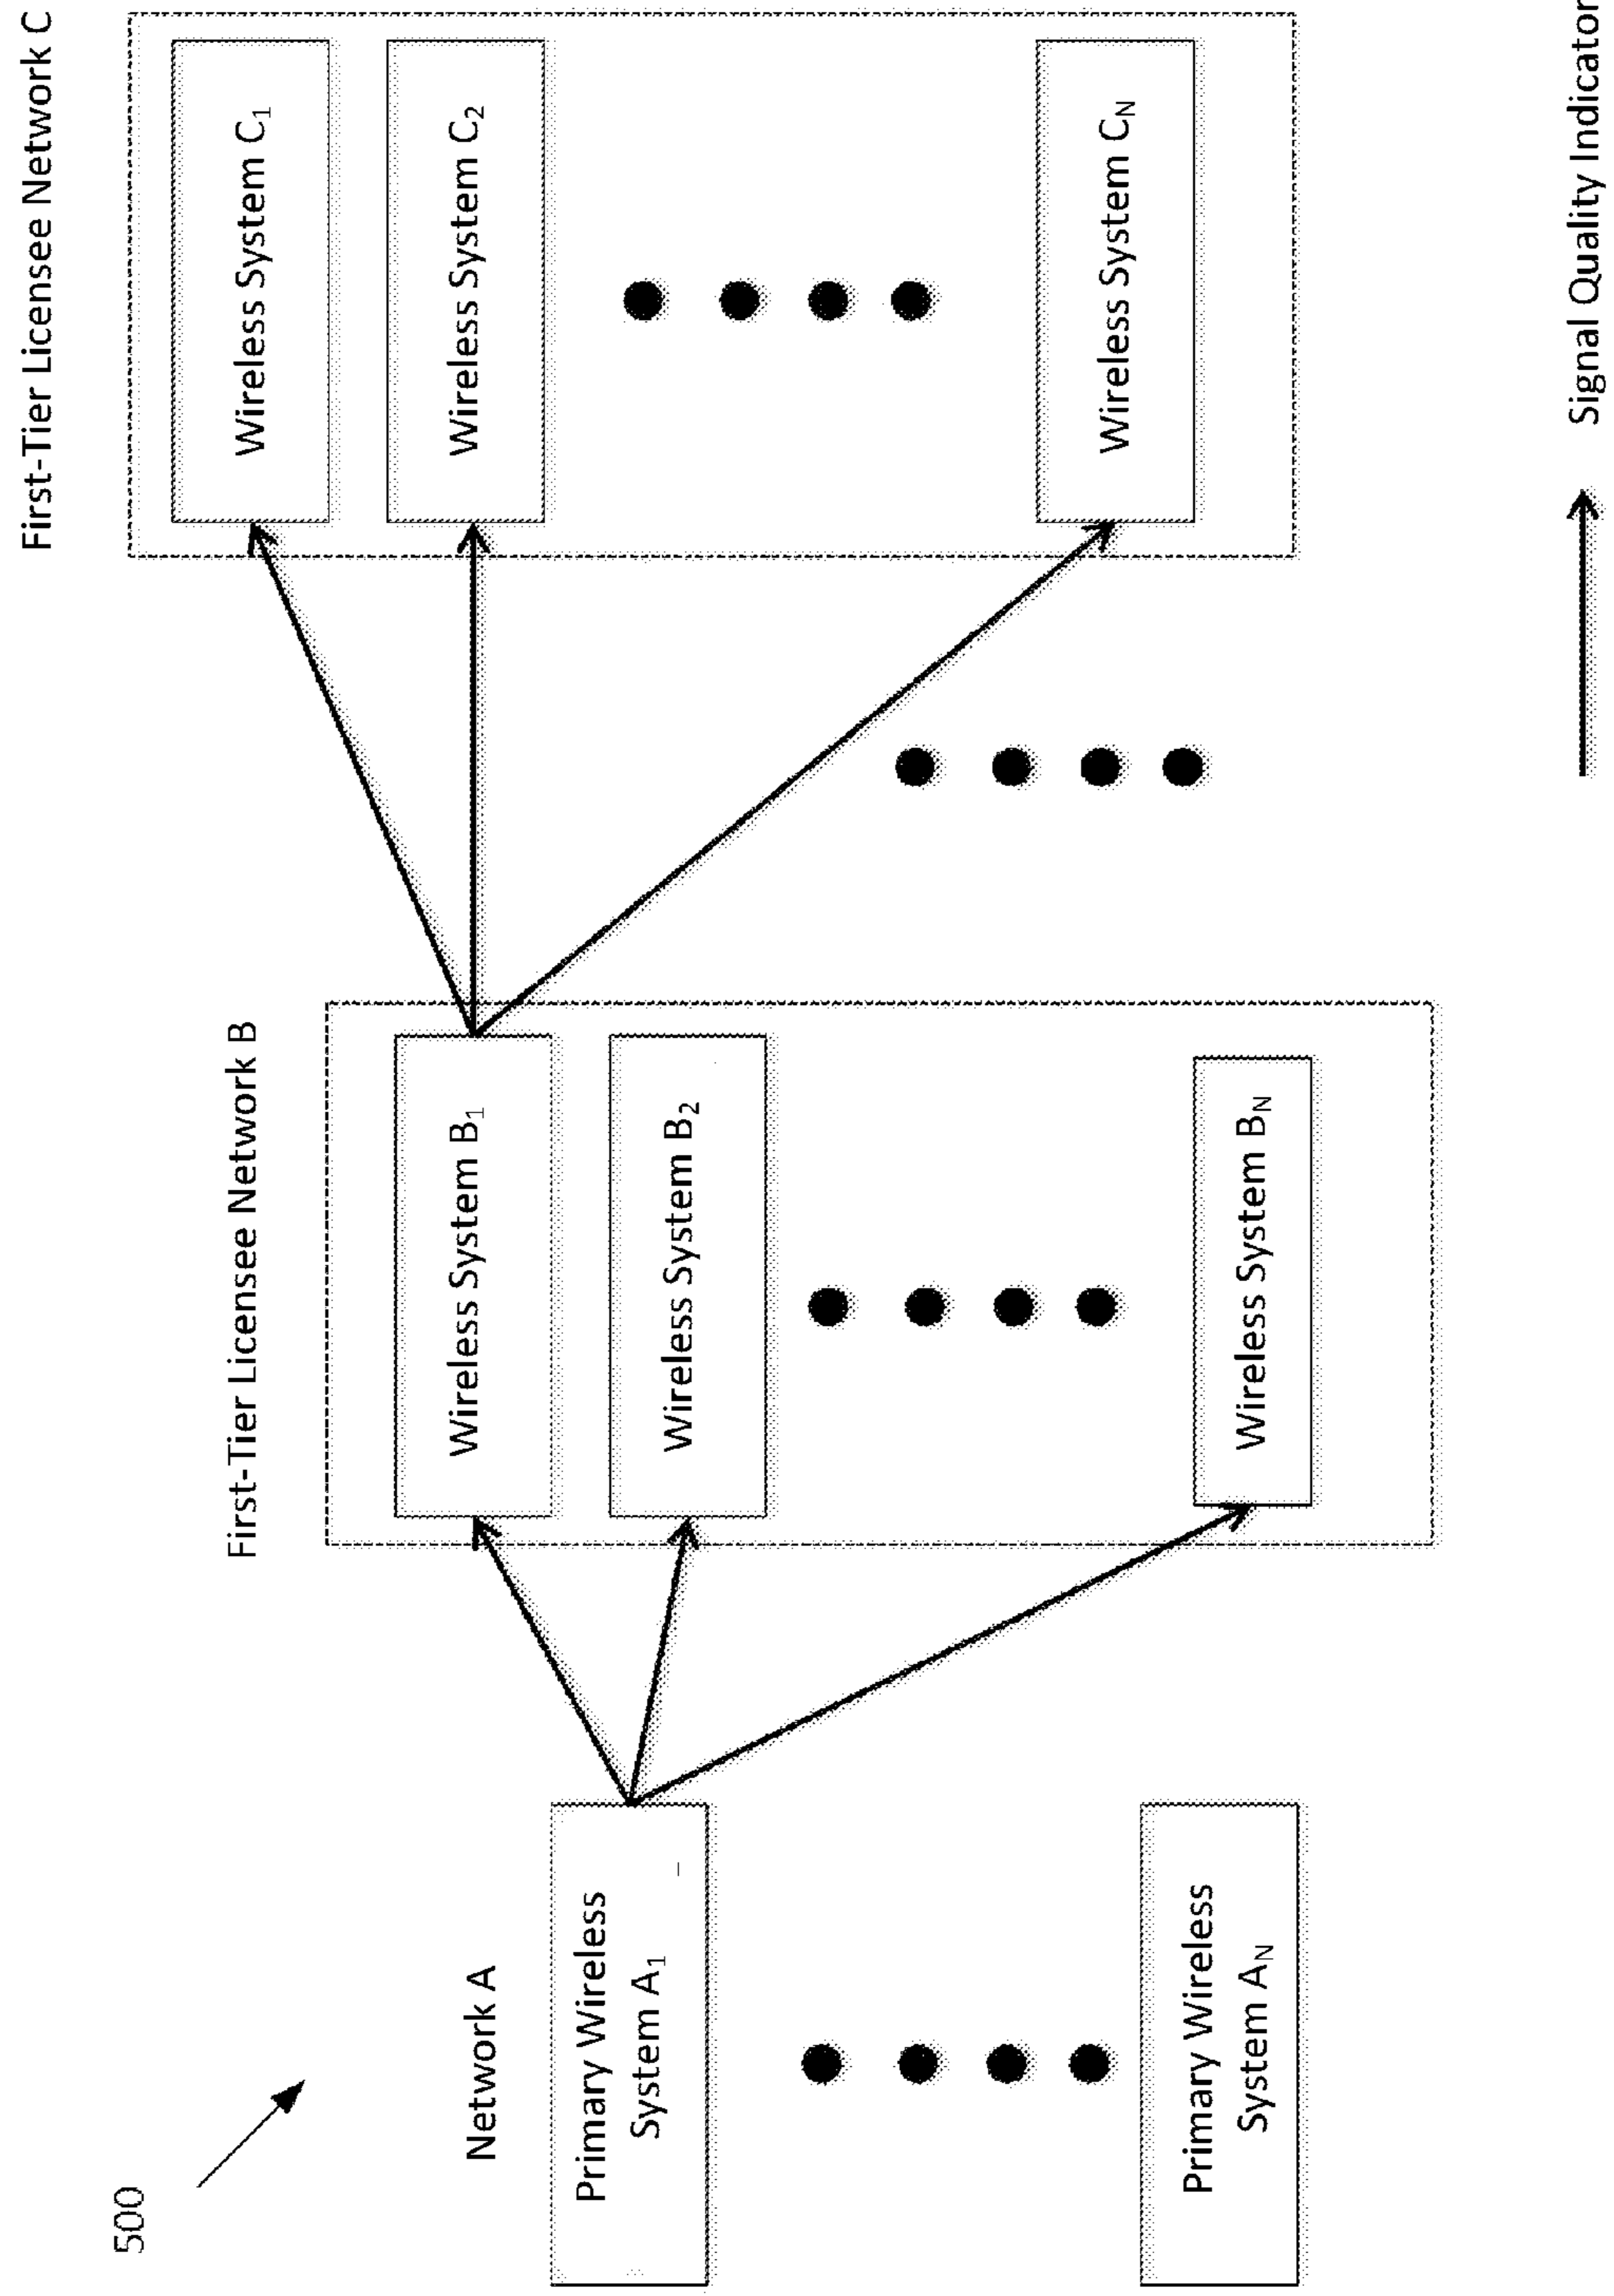 500
Network A
Primary Wireless
System A₁
Primary Wireless
System Aₙ
First-Tier Licensee Network B
Wireless System B₁
Wireless System B₂
Wireless System Bₙ
First-Tier Licensee Network C
Wireless System C₁
Wireless System C₂
Wireless System Cₙ
Signal Quality Indicator